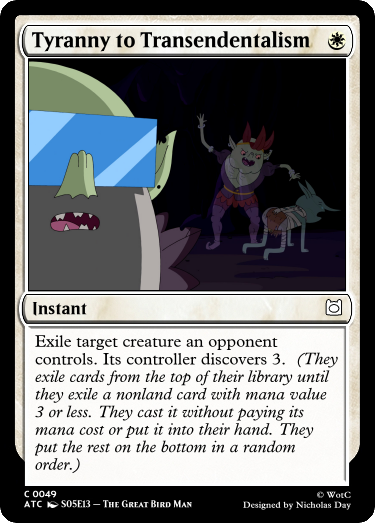 Tyranny to Transendentalism
Instant
Exile target creature an opponent
controls. Its controller discovers 3. (They
exile cards from the top of their library until
they exile a nonland card with mana value
3 or less. They cast it without paying its
mana cost or put it into their hand. They
put the rest on the bottom in a random
order.)
C 0049
ATC S05E13 – The Great Bird Man
© WotC
Designed by Nicholas Day